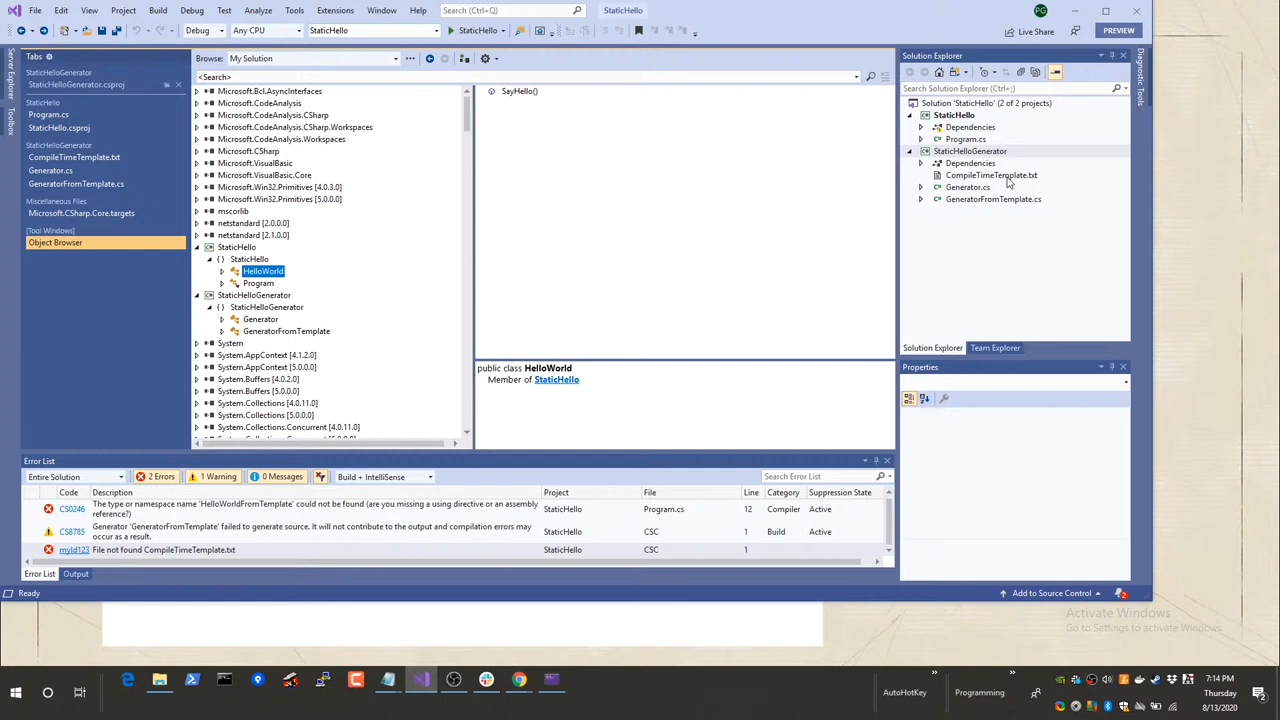 File Edit View Project Build Debug Test Analyze Tools Extensions Window Help Search (Ctrl+Q) StaticHello PG
Debug Any CPU StaticHello StaticHello Live Share PREVIEW
Server Explorer
Toolbox
Tabs
StaticHelloGenerator
StaticHelloGenerator.csproj
StaticHello
Program.cs
StaticHello.csproj
StaticHelloGenerator
CompileTimeTemplate.txt
Generator.cs
GeneratorFromTemplate.cs
Miscellaneous Files
Microsoft.CSharp.Core.targets
[Tool Windows]
Object Browser
Browse: My Solution
<Search>
Microsoft.Bcl.AsyncInterfaces
Microsoft.CodeAnalysis
Microsoft.CodeAnalysis.CSharp
Microsoft.CodeAnalysis.CSharp.Workspaces
Microsoft.CodeAnalysis.Workspaces
Microsoft.CSharp
Microsoft.VisualBasic
Microsoft.VisualBasic.Core
Microsoft.Win32.Primitives [4.0.3.0]
Microsoft.Win32.Primitives [5.0.0.0]
mscorlib
netstandard [2.0.0.0]
netstandard [2.1.0.0]
StaticHello
{ } StaticHello
HelloWorld
Program
StaticHelloGenerator
{ } StaticHelloGenerator
Generator
GeneratorFromTemplate
System
System.AppContext [4.1.2.0]
System.AppContext [5.0.0.0]
System.Buffers [4.0.2.0]
System.Buffers [5.0.0.0]
System.Collections [4.0.11.0]
System.Collections [5.0.0.0]
System.Collections.Concurrent [4.0.11.0]
SayHello()
public class HelloWorld
Member of StaticHello
Solution Explorer
Search Solution Explorer (Ctrl+;)
Solution 'StaticHello' (2 of 2 projects)
StaticHello
Dependencies
Program.cs
StaticHelloGenerator
Dependencies
CompileTimeTemplate.txt
Generator.cs
GeneratorFromTemplate.cs
Solution Explorer Team Explorer
Properties
Diagnostic Tools
Error List
Entire Solution 2 Errors 1 Warning 0 Messages Build + IntelliSense Search Error List
Code Description Project File Line Category Suppression State
CS0246 The type or namespace name 'HelloWorldFromTemplate' could not be found (are you missing a using directive or an assembly reference?) StaticHello Program.cs 12 Compiler Active
CS8785 Generator 'GeneratorFromTemplate' failed to generate source. It will not contribute to the output and compilation errors may occur as a result. StaticHello CSC 1 Build Active
myId123 File not found CompileTimeTemplate.txt StaticHello CSC 1
Error List Output
Ready Add to Source Control 2
Activate Windows
Go to Settings to activate Windows.
AutoHotKey Programming
7:14 PM
Thursday
8/13/2020
2